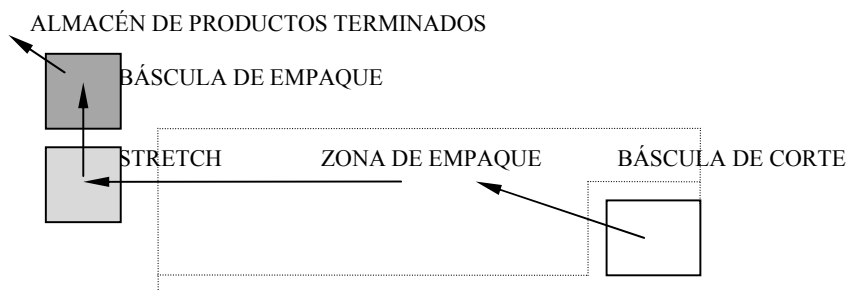 ALMACÉN DE PRODUCTOS TERMINADOS
BÁSCULA DE EMPAQUE
STRETCH ZONA DE EMPAQUE BÁSCULA DE CORTE